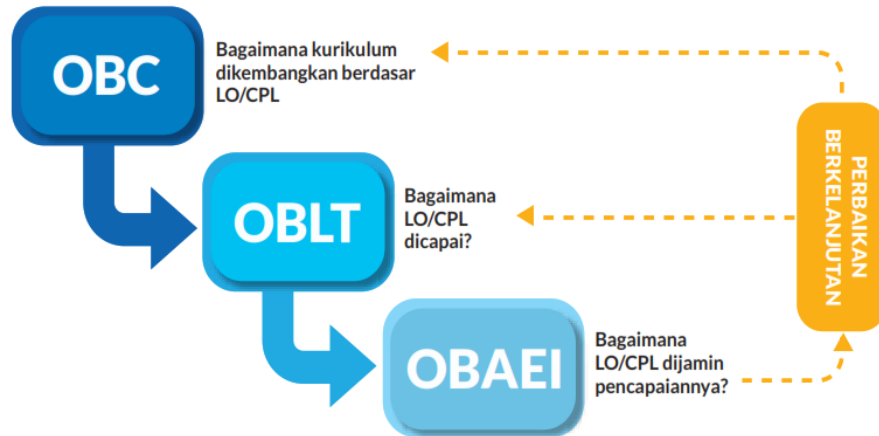 OBC
Bagaimana kurikulum
dikembangkan berdasar
LO/CPL
OBLT
Bagaimana
LO/CPL
dicapai?
OBAEI
Bagaimana
LO/CPL dijamin
pencapaiannya?
PERBAIKAN
BERKELANJUTAN